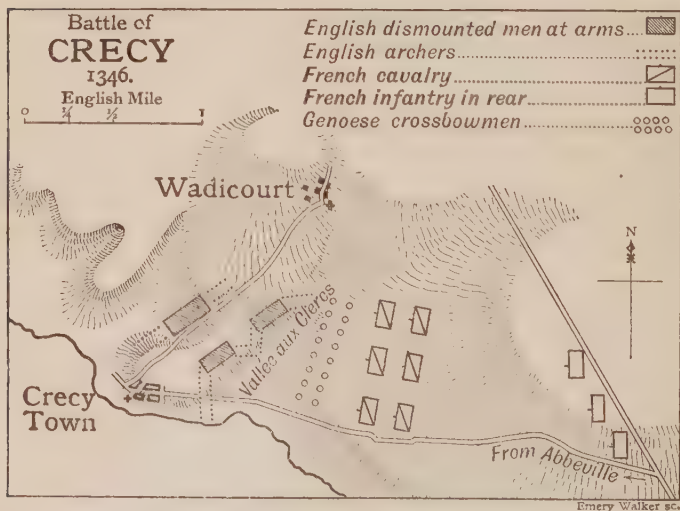 Battle of
CRECY
1346.
English Mile
0 ¼ ½ 1
English dismounted men at arms....
English archers..................
French cavalry..................
French infantry in rear............
Genoese crossbowmen................
Wadicourt
N
Vallée aux Clercs
Crecy
Town
From Abbeville
Emery Walker sc.